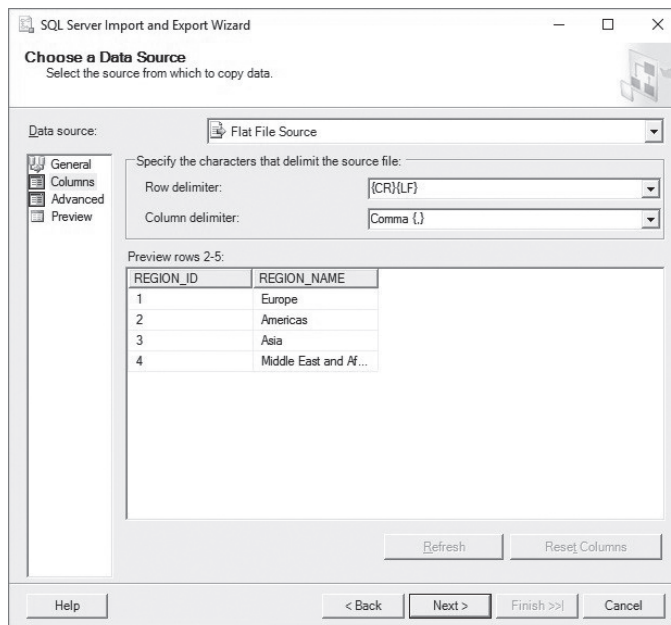 SQL Server Import and Export Wizard
Choose a Data Source
Select the source from which to copy data.
Data source: Flat File Source
General
Columns
Advanced
Preview
Specify the characters that delimit the source file:
Row delimiter: {CR}{LF}
Column delimiter: Comma {,}
Preview rows 2-5:
REGION_ID REGION_NAME
1 Europe
2 Americas
3 Asia
4 Middle East and Af...
Refresh Reset Columns
Help < Back Next > Finish >>| Cancel